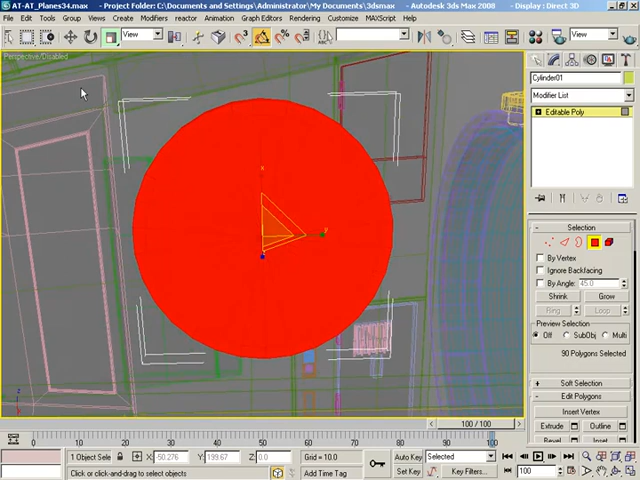 AT-AT_Planes34.max - Project Folder: C:\Documents and Settings\Administrator\My Documents\3dsmax - Autodesk 3ds Max 2008 - Display : Direct 3D
File Edit Tools Group Views Create Modifiers reactor Animation Graph Editors Rendering Customize MAXScript Help
View View
Perspective/Disabled
Cylinder01
Modifier List
Editable Poly
Selection
By Vertex
Ignore Backfacing
By Angle: 45.0
Shrink Grow
Ring Loop
Preview Selection
Off SubObj Multi
90 Polygons Selected
Soft Selection
Edit Polygons
Insert Vertex
Extrude Outline
Bevel Inset
100 / 100
0 10 20 30 40 50 60 70 80 90 100
1 Object Sele X: -50.276 Y: 199.67 Z: 0.0 Grid = 10.0 Auto Key Selected
Click or click-and-drag to select objects Add Time Tag Set Key Key Filters... 100